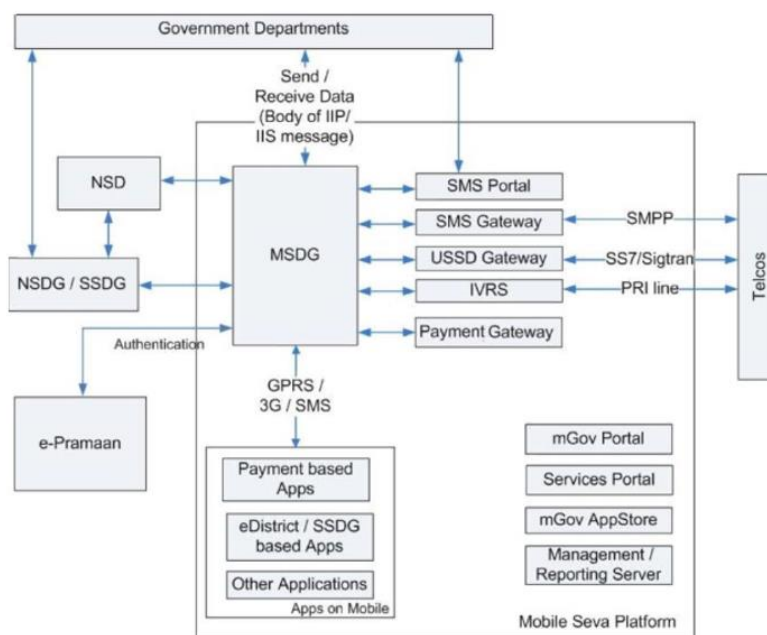 Government Departments
Send /
Receive Data
(Body of IIP/
IIS message)
NSD
SMS Portal
MSDG
SMS Gateway
SMPP
USSD Gateway
SS7/Sigtran
NSDG / SSDG
IVRS
PRI line
Telcos
Authentication
Payment Gateway
GPRS /
3G / SMS
e-Pramaan
mGov Portal
Payment based
Apps
Services Portal
eDistrict / SSDG
based Apps
mGov AppStore
Management /
Reporting Server
Other Applications
Apps on Mobile
Mobile Seva Platform